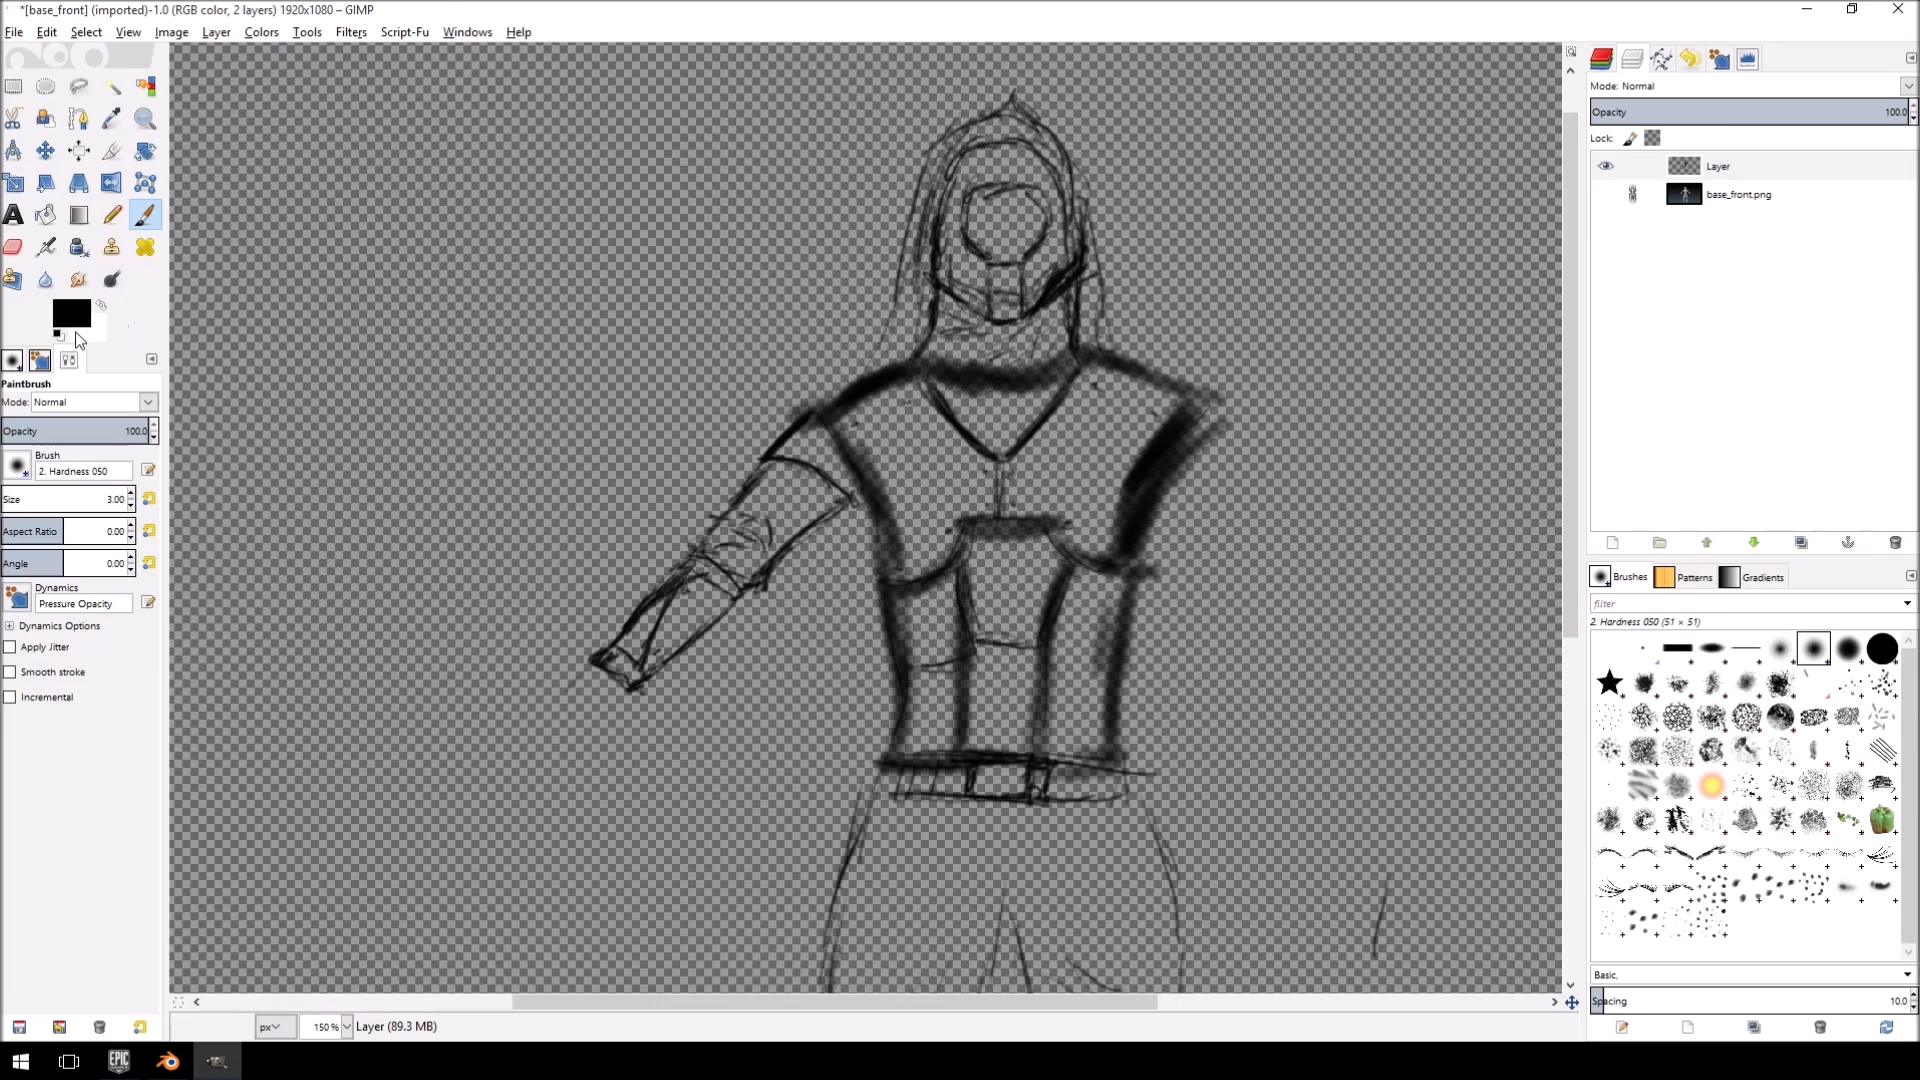 *[base_front] (imported)-1.0 (RGB color, 2 layers) 1920x1080 – GIMP
File Edit Select View Image Layer Colors Tools Filters Script-Fu Windows Help
Mode: Normal
Opacity 100.0
Lock:
Layer
base_front.png
Paintbrush
Mode: Normal
Opacity 100.0
Brush
2. Hardness 050
Size 3.00
Aspect Ratio 0.00
Angle 0.00
Dynamics
Pressure Opacity
Dynamics Options
Apply Jitter
Smooth stroke
Incremental
Brushes Patterns Gradients
filter
2. Hardness 050 (51 × 51)
Basic,
Spacing 10.0
px 150 % Layer (89.3 MB)
EPIC